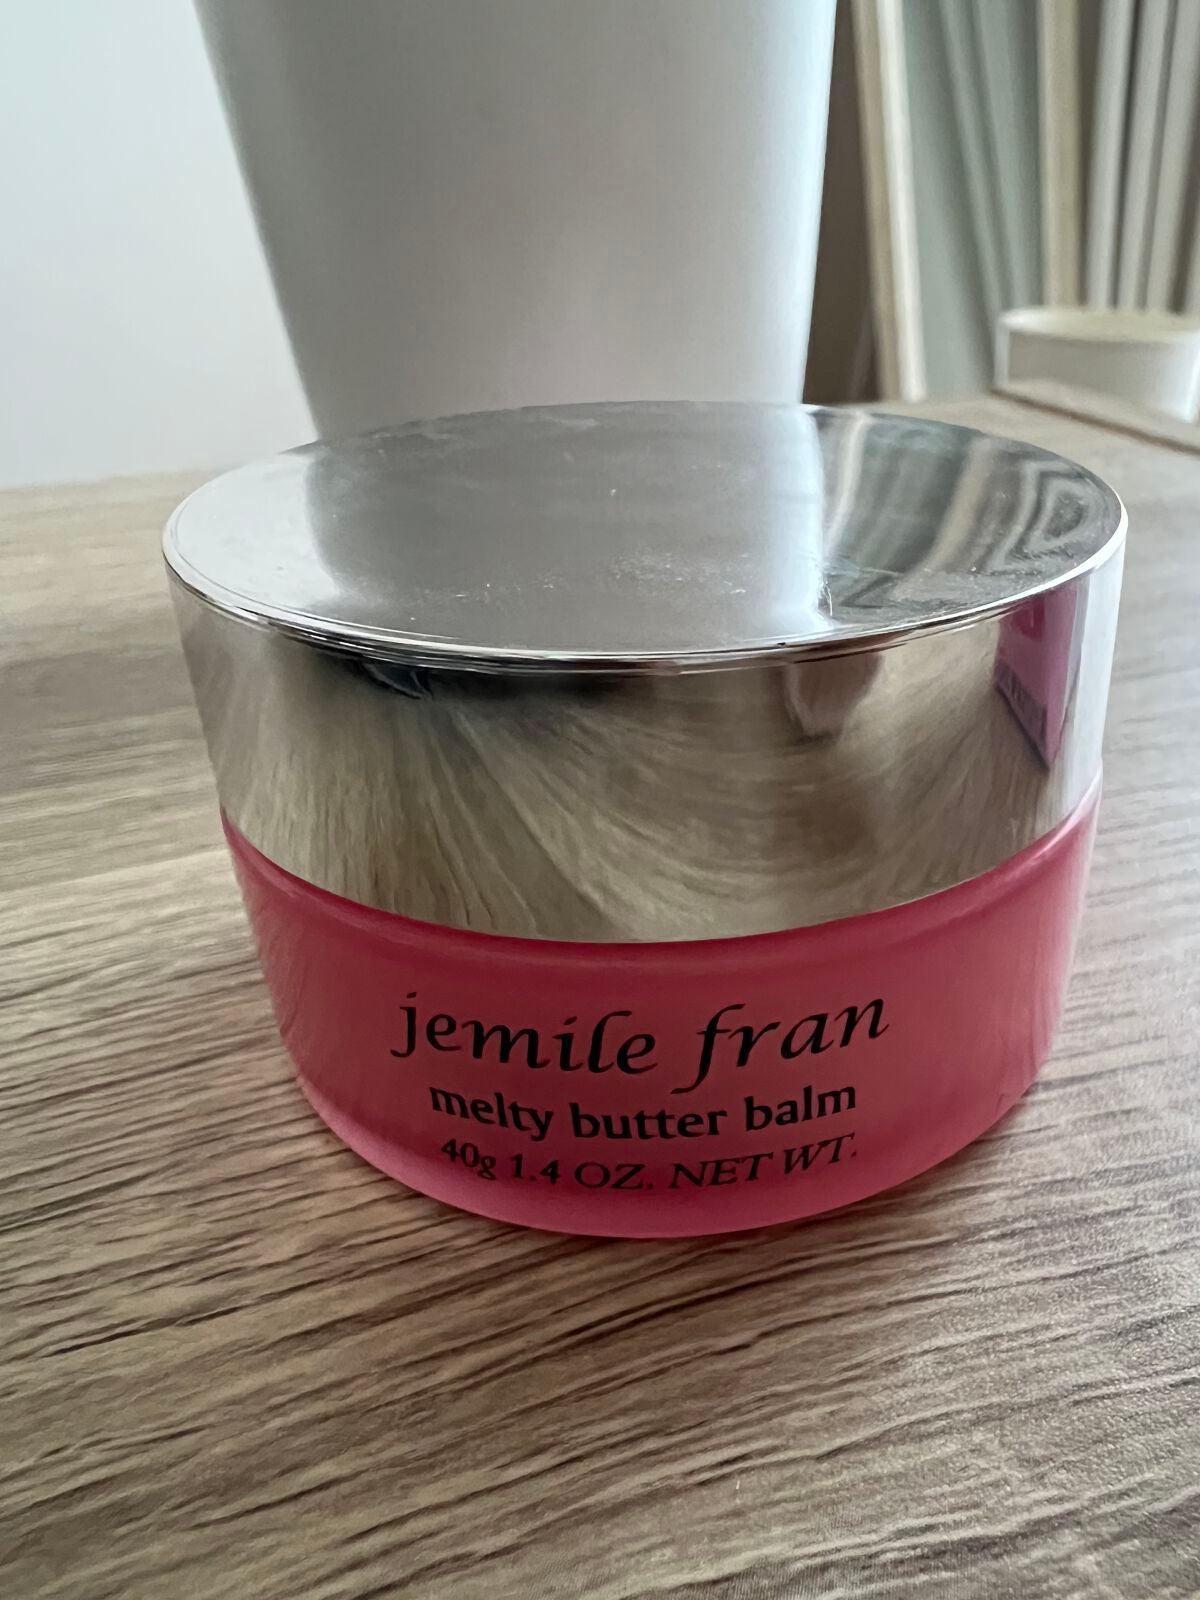 jemile fran
melty butter balm
40g 1.4 OZ. NET WT.